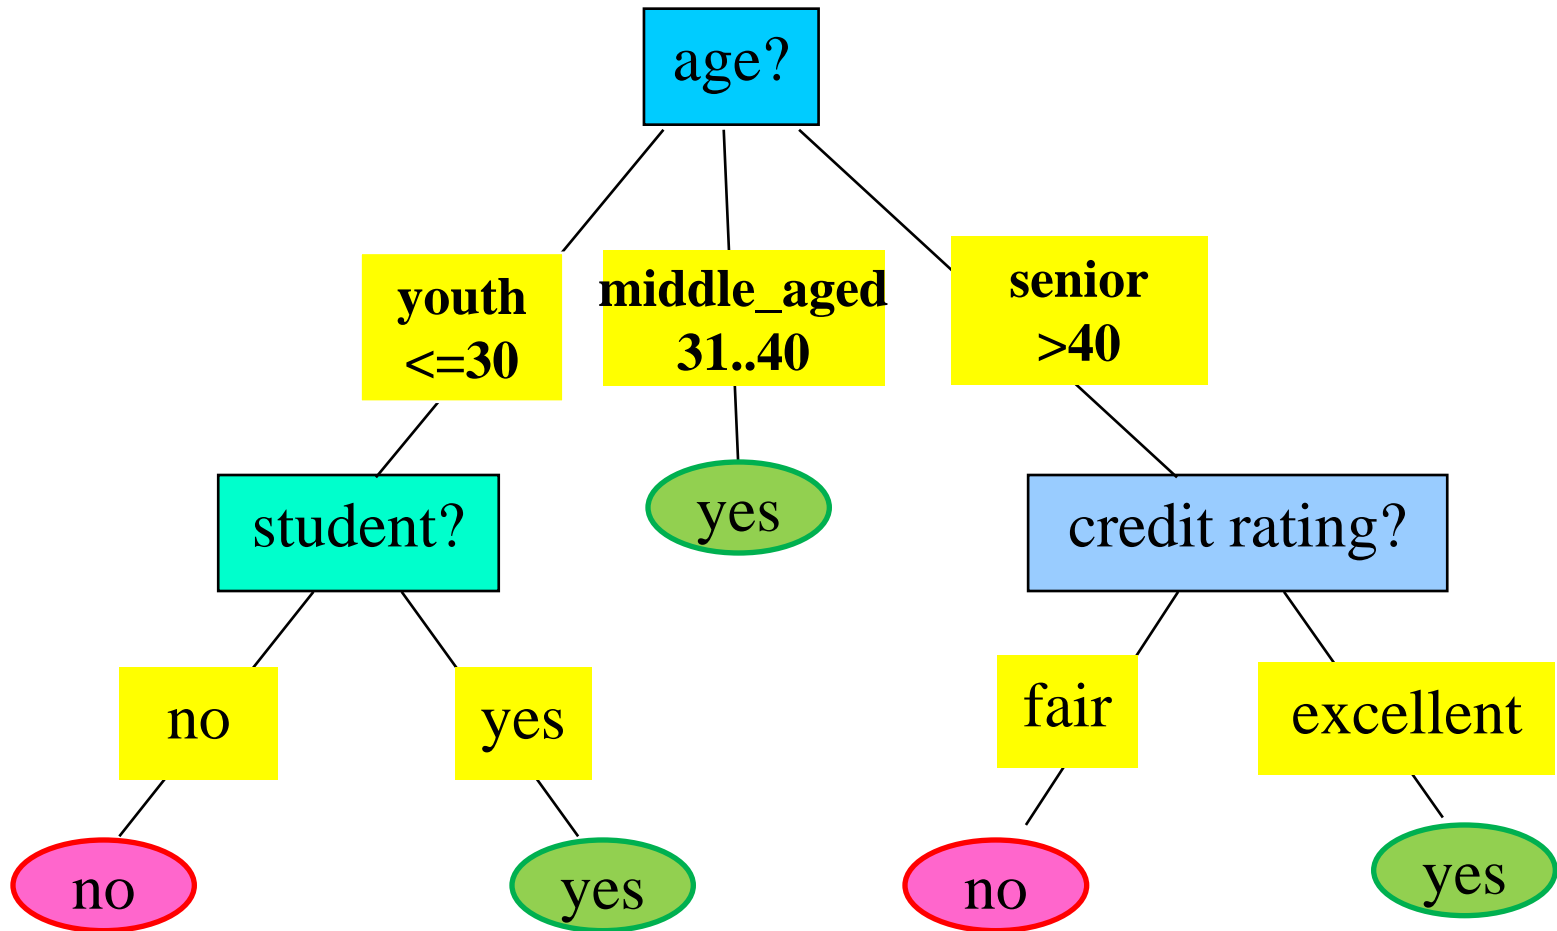 age?
youth
<=30
middle_aged
31..40
senior
>40
student?
yes
credit rating?
no
yes
fair
excellent
no
yes
no
yes